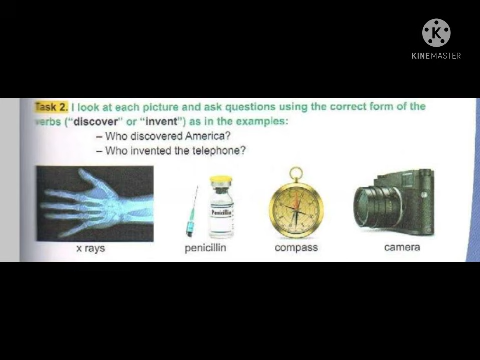 KINEMASTER
Task 2. I look at each picture and ask questions using the correct form of the
verbs ("discover" or "invent") as in the examples:
– Who discovered America?
– Who invented the telephone?
Penicillin
x rays
penicillin
compass
camera